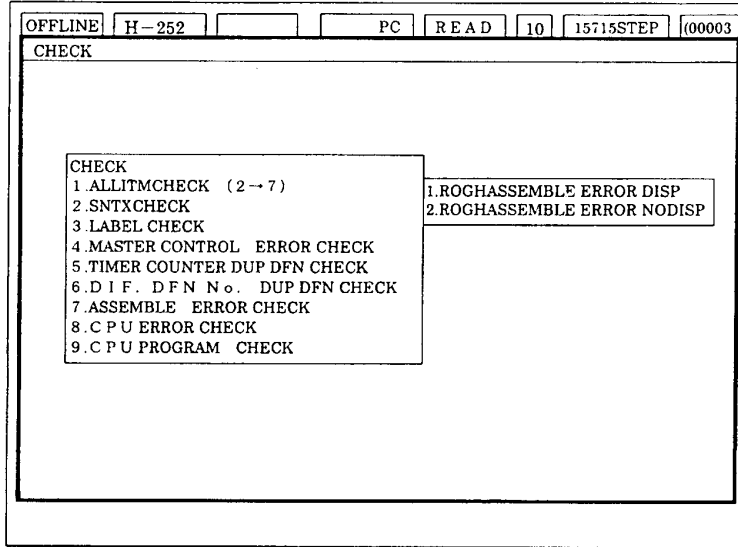 OFFLINE H－252 PC READ 10 15715STEP (00003
CHECK
CHECK
1.ALLITMCHECK (2→7)
2.SNTXCHECK
3.LABEL CHECK
4.MASTER CONTROL ERROR CHECK
5.TIMER COUNTER DUP DFN CHECK
6.DIF. DFN No. DUP DFN CHECK
7.ASSEMBLE ERROR CHECK
8.CPU ERROR CHECK
9.CPU PROGRAM CHECK
1.ROGHASSEMBLE ERROR DISP
2.ROGHASSEMBLE ERROR NODISP